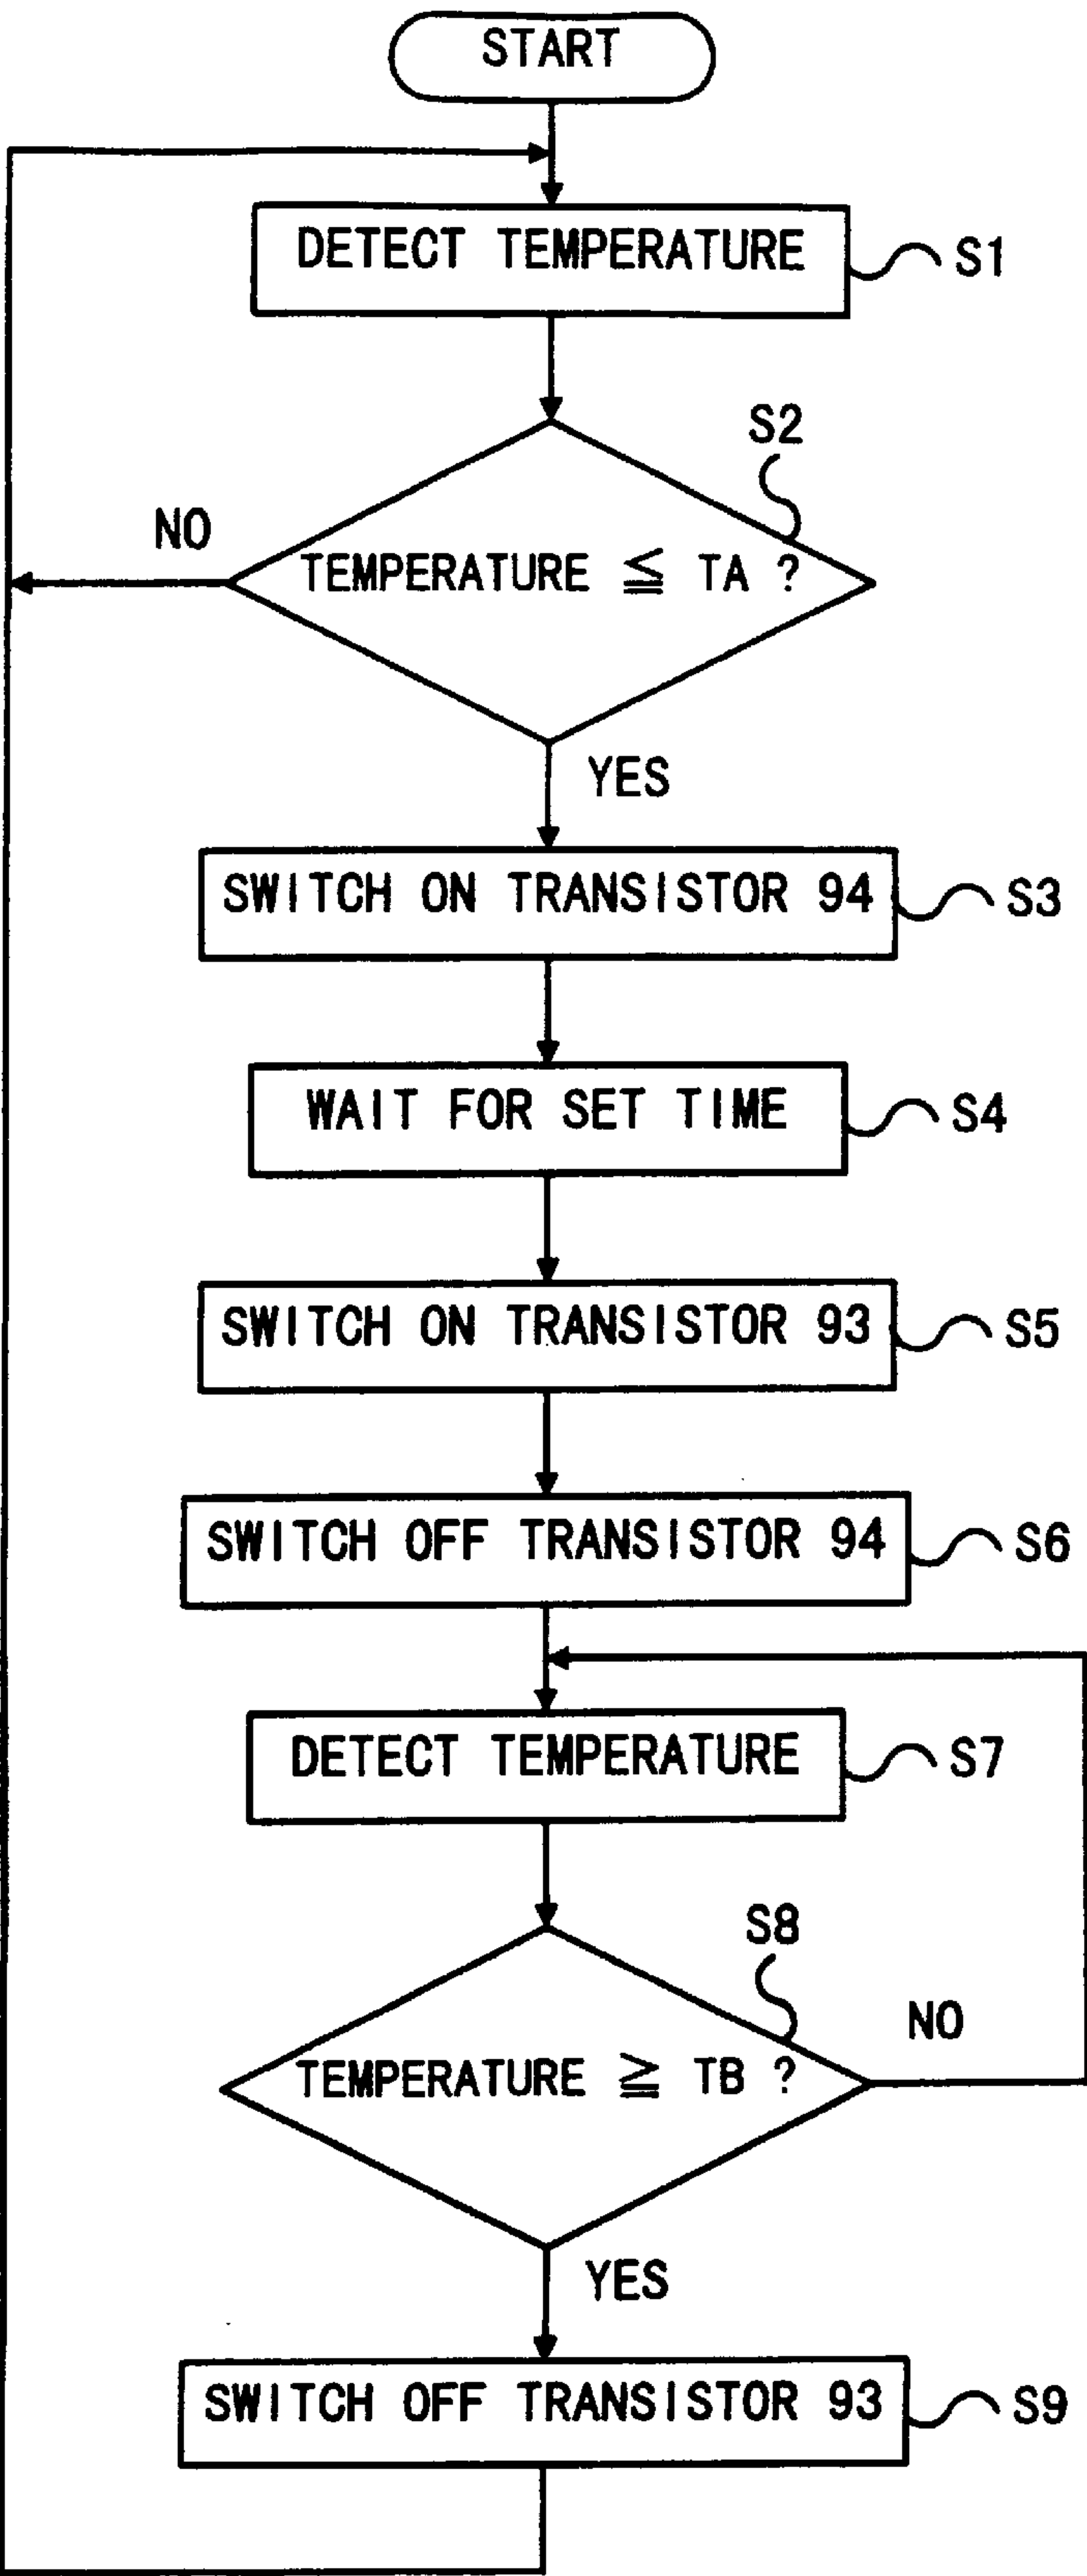 START
DETECT TEMPERATURE
S1
S2
NO
TEMPERATURE ≦ TA ?
YES
SWITCH ON TRANSISTOR 94
S3
WAIT FOR SET TIME
S4
SWITCH ON TRANSISTOR 93
S5
SWITCH OFF TRANSISTOR 94
S6
DETECT TEMPERATURE
S7
S8
NO
TEMPERATURE ≧ TB ?
YES
SWITCH OFF TRANSISTOR 93
S9